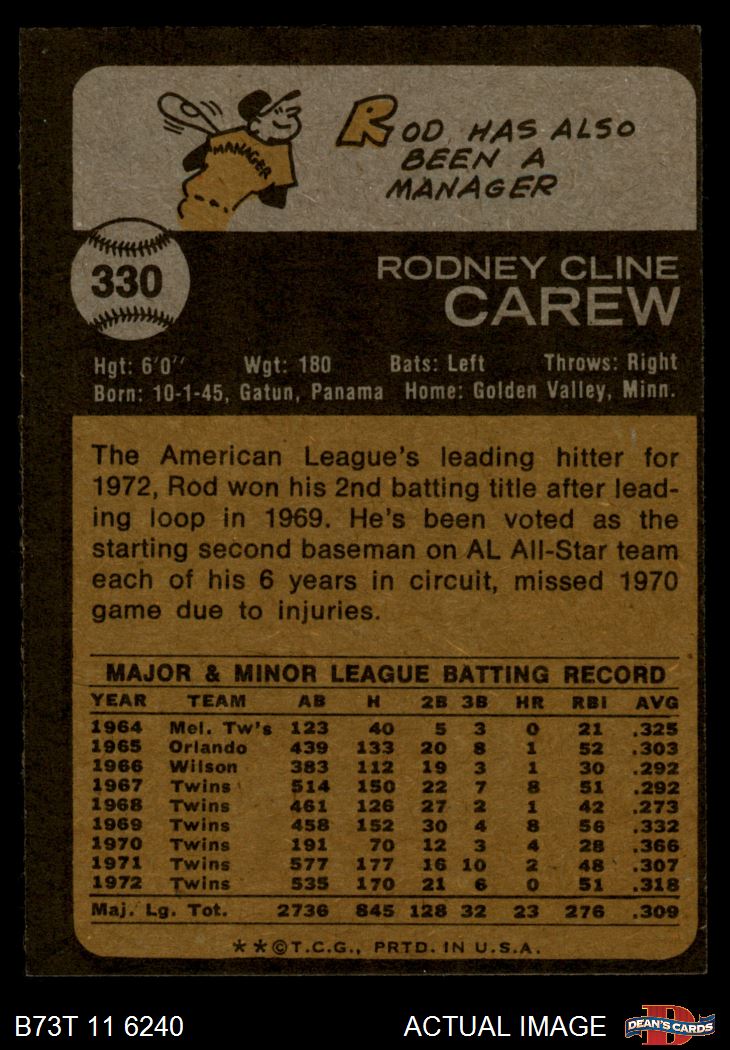 MANAGER
ROD HAS ALSO
BEEN A
MANAGER
330
RODNEY CLINE
CAREW
Hgt: 6'0" Wgt: 180 Bats: Left Throws: Right
Born: 10-1-45, Gatun, Panama Home: Golden Valley, Minn.
The American League's leading hitter for
1972, Rod won his 2nd batting title after lead-
ing loop in 1969. He's been voted as the
starting second baseman on AL All-Star team
each of his 6 years in circuit, missed 1970
game due to injuries.
MAJOR & MINOR LEAGUE BATTING RECORD
YEAR TEAM AB H 2B 3B HR RBI AVG
1964 Mel. Tw's 123 40 5 3 0 21 .325
1965 Orlando 439 133 20 8 1 52 .303
1966 Wilson 383 112 19 3 1 30 .292
1967 Twins 514 150 22 7 8 51 .292
1968 Twins 461 126 27 2 1 42 .273
1969 Twins 458 152 30 4 8 56 .332
1970 Twins 191 70 12 3 4 28 .366
1971 Twins 577 177 16 10 2 48 .307
1972 Twins 535 170 21 6 0 51 .318
Maj. Lg. Tot. 2736 845 128 32 23 276 .309
**©T.C.G., PRTD. IN U.S.A.
B73T 11 6240 ACTUAL IMAGE D DEAN'S CARDS